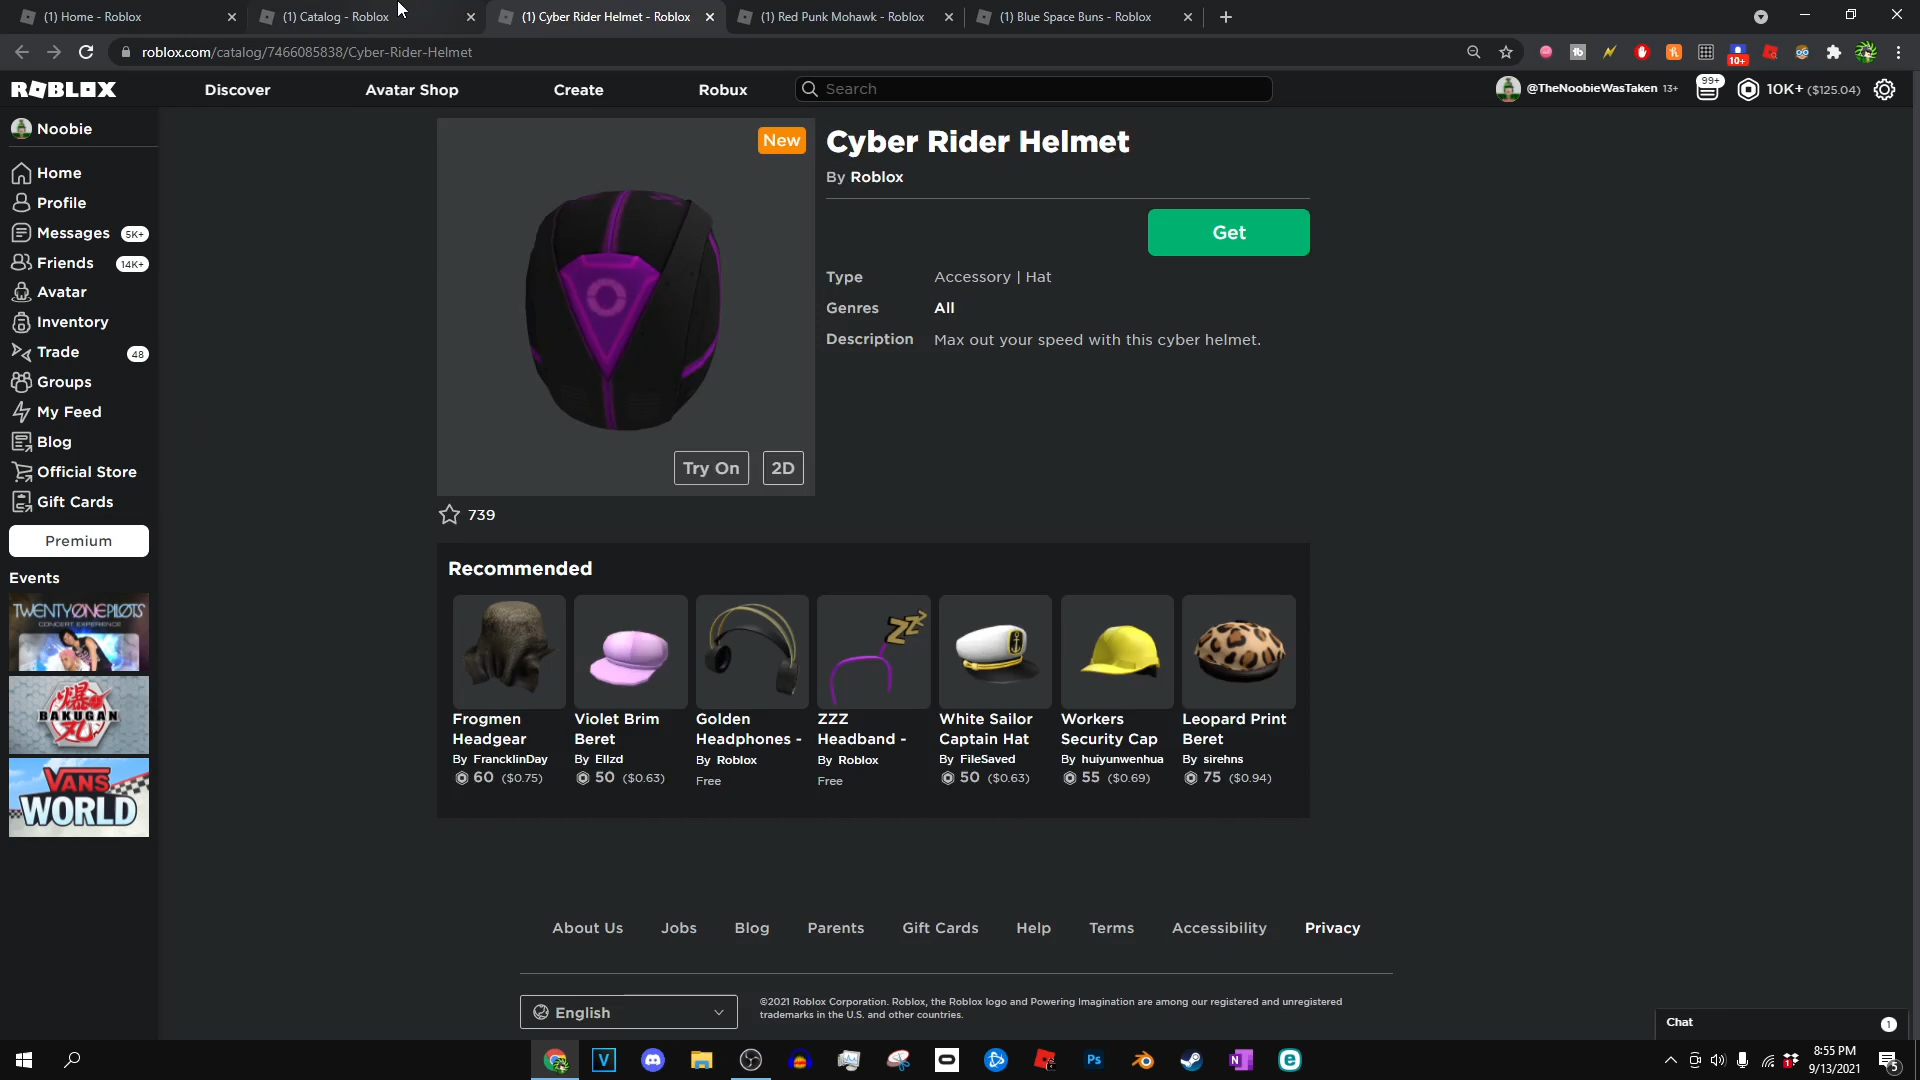 (1) Home - Roblox
(1) Catalog - Roblox
(1) Cyber Rider Helmet - Roblox
(1) Red Punk Mohawk - Roblox
(1) Blue Space Buns - Roblox
roblox.com/catalog/7466085838/Cyber-Rider-Helmet
10+
ROBLOX
Discover
Avatar Shop
Create
Robux
Search
@TheNoobieWasTaken 13+
99+
10K+ ($125.04)
Noobie
Home
Profile
Messages 5K+
Friends 14K+
Avatar
Inventory
Trade 48
Groups
My Feed
Blog
Official Store
Gift Cards
Premium
Events
TWENTY ONE PILOTS
CONCERT EXPERIENCE
BAKUGAN
VANS
WORLD
New
Try On
2D
739
Cyber Rider Helmet
By Roblox
Get
Type Accessory | Hat
Genres All
Description Max out your speed with this cyber helmet.
Recommended
Frogmen
Headgear
By FrancklinDay
60 ($0.75)
Violet Brim
Beret
By Ellzd
50 ($0.63)
Golden
Headphones -
By Roblox
Free
ZZZ
Headband -
By Roblox
Free
White Sailor
Captain Hat
By FileSaved
50 ($0.63)
Workers
Security Cap
By huiyunwenhua
55 ($0.69)
Leopard Print
Beret
By sirehns
75 ($0.94)
About Us
Jobs
Blog
Parents
Gift Cards
Help
Terms
Accessibility
Privacy
English
©2021 Roblox Corporation. Roblox, the Roblox logo and Powering Imagination are among our registered and unregistered
trademarks in the U.S. and other countries.
Chat 1
V
Ps
N
8:55 PM
9/13/2021
5